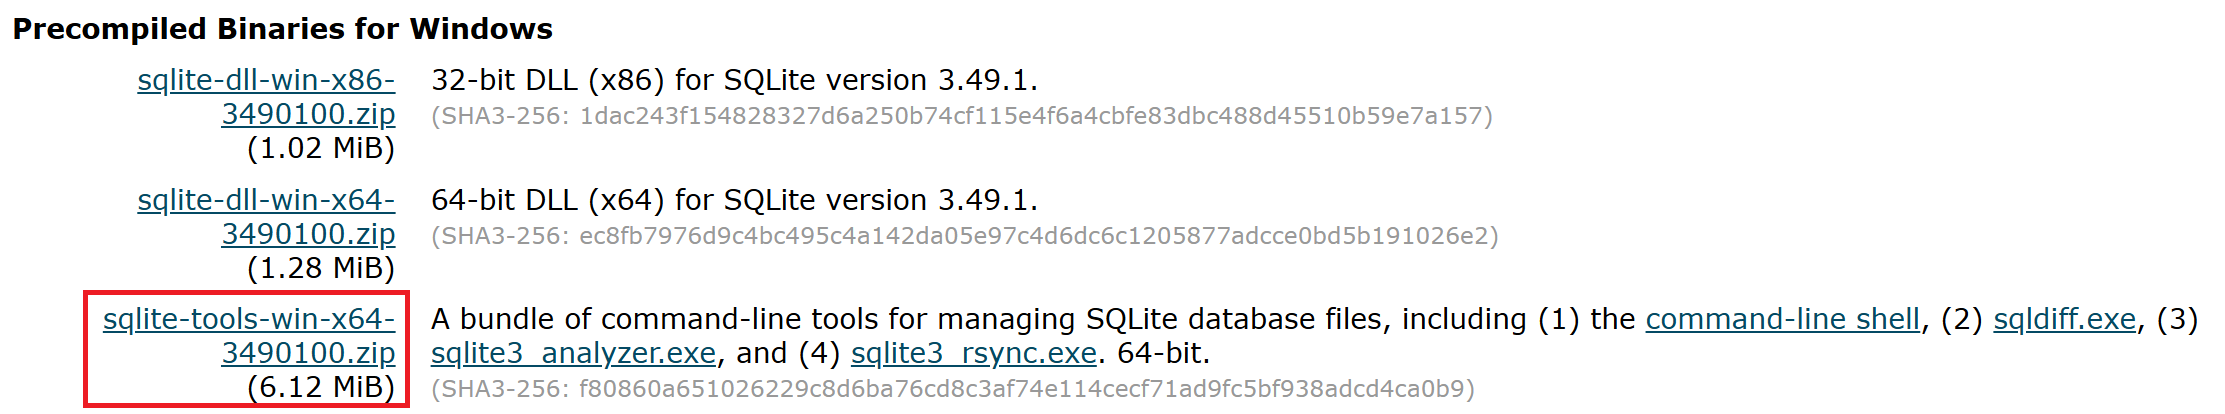 Precompiled Binaries for Windows
sqlite-dll-win-x86-
3490100.zip
(1.02 MiB)
32-bit DLL (x86) for SQLite version 3.49.1.
(SHA3-256: 1dac243f154828327d6a250b74cf115e4f6a4cbfe83dbc488d45510b59e7a157)
sqlite-dll-win-x64-
3490100.zip
(1.28 MiB)
64-bit DLL (x64) for SQLite version 3.49.1.
(SHA3-256: ec8fb7976d9c4bc495c4a142da05e97c4d6dc6c1205877adcce0bd5b191026e2)
sqlite-tools-win-x64-
3490100.zip
(6.12 MiB)
A bundle of command-line tools for managing SQLite database files, including (1) the command-line shell, (2) sqldiff.exe, (3)
sqlite3_analyzer.exe, and (4) sqlite3_rsync.exe. 64-bit.
(SHA3-256: f80860a651026229c8d6ba76cd8c3af74e114cecf71ad9fc5bf938adcd4ca0b9)